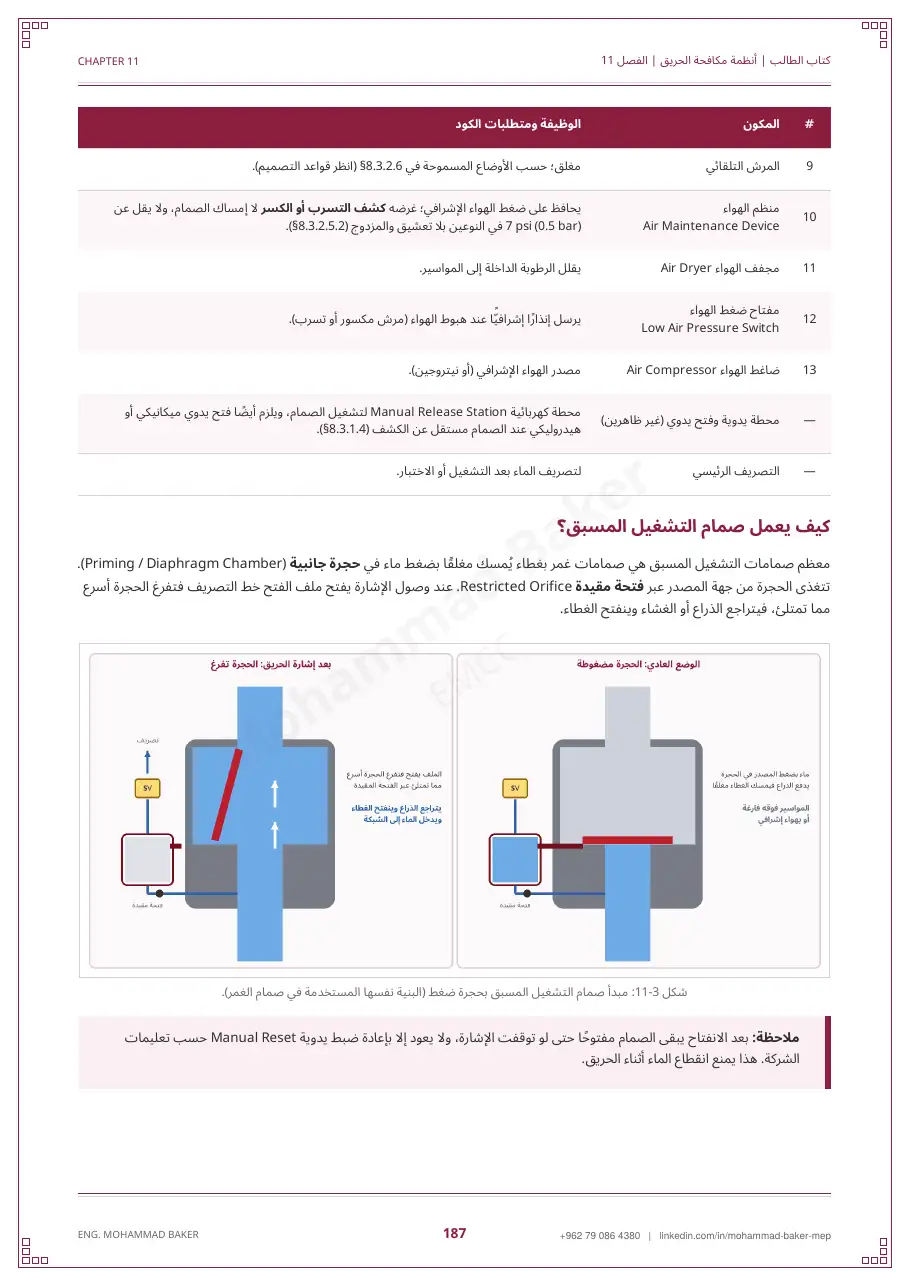 كتاب الطالب | أنظمة مكافحة الحريق | الفصل 11
CHAPTER 11
# المكون الوظيفة ومتطلبات الكود
9 المرش التلقائي مغلق؛ حسب الأوضاع المسموحة في §8.3.2.6 (انظر قواعد التصميم).
10 منظم الهواء
Air Maintenance Device
يحافظ على ضغط الهواء الإشرافي؛ غرضه كشف التسرب أو الكسر لا إمساك الصمام، ولا يقل عن
7 psi (0.5 bar) في النوعين بلا تعشيق والمزدوج (§8.3.2.5.2).
11 مجفف الهواء Air Dryer يقلل الرطوبة الداخلة إلى المواسير.
12 مفتاح ضغط الهواء
Low Air Pressure Switch
يرسل إنذارًا إشرافيًّا عند هبوط الهواء (مرش مكسور أو تسرب).
13 ضاغط الهواء Air Compressor مصدر الهواء الإشرافي (أو نيتروجين).
— محطة يدوية وفتح يدوي (غير ظاهرين)
محطة كهربائية Manual Release Station لتشغيل الصمام، ويلزم أيضًا فتح يدوي ميكانيكي أو
هيدروليكي عند الصمام مستقل عن الكشف (§8.3.1.4).
— التصريف الرئيسي لتصريف الماء بعد التشغيل أو الاختبار.
كيف يعمل صمام التشغيل المسبق؟
معظم صمامات التشغيل المسبق هي صمامات غمر بغطاء يُمسك مغلقًا بضغط ماء في حجرة جانبية (Priming / Diaphragm Chamber).
تتغذى الحجرة من جهة المصدر عبر فتحة مقيدة Restricted Orifice. عند وصول الإشارة يفتح ملف الفتح خط التصريف فتفرغ الحجرة أسرع
مما تمتلئ، فيتراجع الذراع أو الغشاء وينفتح الغطاء.
الوضع العادي: الحجرة مضغوطة
ماء بضغط المصدر في الحجرة
يدفع الذراع فيمسك الغطاء مغلقًا
المواسير فوقه فارغة
أو بهواء إشرافي
SV
فتحة مقيدة
بعد إشارة الحريق: الحجرة تفرغ
الملف يفتح فتفرغ الحجرة أسرع
مما تمتلئ عبر الفتحة المقيدة
يتراجع الذراع وينفتح الغطاء
ويدخل الماء إلى الشبكة
تصريف
SV
فتحة مقيدة
شكل 3-11: مبدأ صمام التشغيل المسبق بحجرة ضغط (البنية نفسها المستخدمة في صمام الغمر).
ملاحظة: بعد الانفتاح يبقى الصمام مفتوحًا حتى لو توقفت الإشارة، ولا يعود إلا بإعادة ضبط يدوية Manual Reset حسب تعليمات
الشركة. هذا يمنع انقطاع الماء أثناء الحريق.
Mohammad Baker
EMCC
ENG. MOHAMMAD BAKER
187
+962 79 086 4380 | linkedin.com/in/mohammad-baker-mep